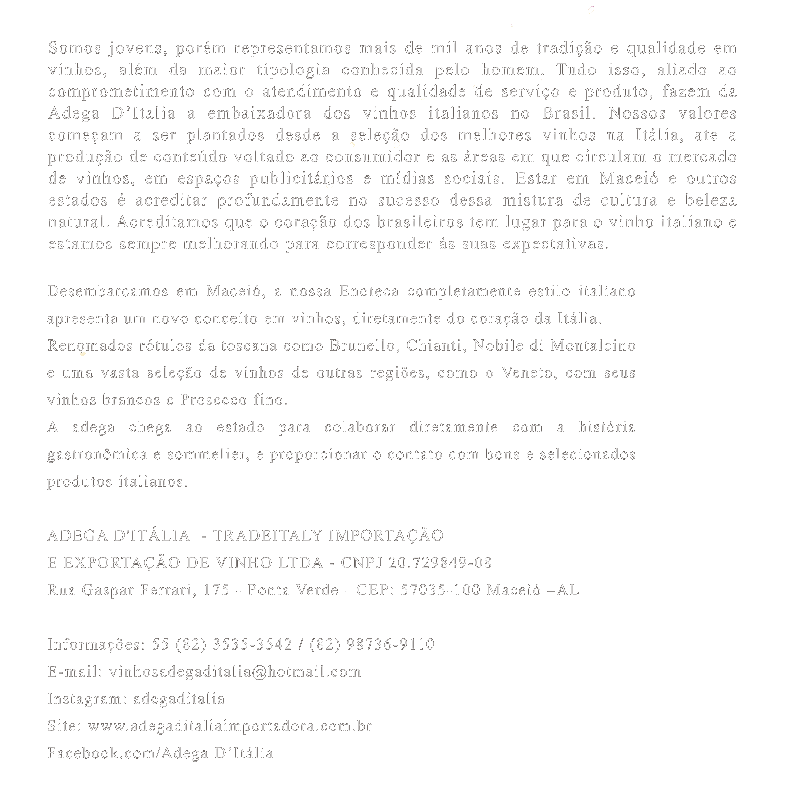 Somos jovens, porém representamos mais de mil anos de tradição e qualidade em
vinhos, além da maior tipologia conhecida pelo homem. Tudo isso, aliado ao
comprometimento com o atendimento e qualidade de serviço e produto, fazem da
Adega D'Italia a embaixadora dos vinhos italianos no Brasil. Nossos valores
começam a ser plantados desde a seleção dos melhores vinhos na Itália, ate a
produção de conteúdo voltado ao consumidor e as áreas em que circulam o mercado
de vinhos, em espaços publicitários e mídias sociais. Estar em Maceió e outros
estados é acreditar profundamente no sucesso dessa mistura de cultura e beleza
natural. Acreditamos que o coração dos brasileiros tem lugar para o vinho italiano e
estamos sempre melhorando para corresponder ás suas expectativas.
Desembarcamos em Maceió, a nossa Enoteca completamente estilo italiano
apresenta um novo conceito em vinhos, diretamente do coração da Itália.
Renomados rótulos da toscana como Brunello, Chianti, Nobile di Montalcino
e uma vasta seleção de vinhos de outras regiões, como o Veneto, com seus
vinhos brancos e Prosecco fino.
A adega chega ao estado para colaborar diretamente com a história
gastronômica e sommelier, e proporcionar o contato com bons e selecionados
produtos italianos.
ADEGA D'ITÁLIA - TRADEITALY IMPORTAÇÃO
E EXPORTAÇÃO DE VINHO LTDA - CNPJ 20.729849-08
Rua Gaspar Ferrari, 175 - Ponta Verde - CEP: 57035-100 Maceió –AL
Informações: 55 (82) 3535-3542 / (82) 98736-9110
E-mail: vinhosadegaditalia@hotmail.com
Instagram: adegaditalia
Site: www.adegaditaliaimportadora.com.br
Facebook.com/Adega D'Itália